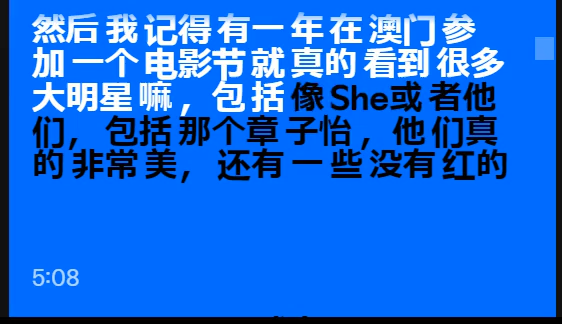 然后我记得有一年在澳门参
加一个电影节就真的看到很多
大明星嘛，包括像She或者他
们，包括那个章子怡，他们真
的非常美，还有一些没有红的
5:08